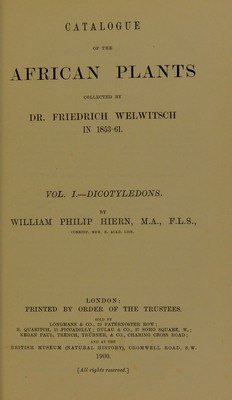 CATALOGUE
OF THE
AFRICAN PLANTS
COLLECTED BY
DR. FRIEDRICH WELWITSCH
IN 1853-61.
VOL. I.—DICOTYLEDONS.
BY
WILLIAM PHILIP HIERN, M.A., F.L.S.,
LONDON:
PRINTED BY ORDER OF THE TRUSTEES.
SOLD BY
LONGMANS & CO., 39 PATERNOSTER ROW;
B. QUARITCH, 15 PICCADILLY; DULAU & CO., 37 SOHO SQUARE, W.;
KEGAN PAUL, TRENCH, TRÜBNER, & CO., CHARING CROSS ROAD;
AND AT THE
BRITISH MUSEUM (NATURAL HISTORY), CROMWELL ROAD, S.W.
1900.
[All rights reserved.]